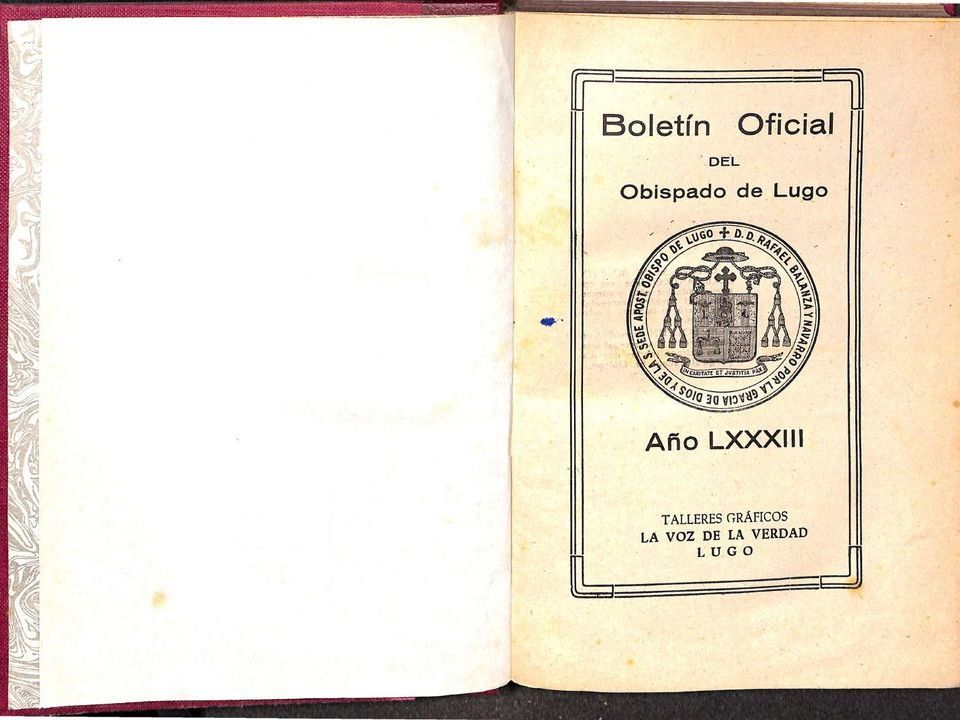 Boletín Oficial
DEL
Obispado de Lugo
D. D. RAFAEL BALANZA Y NAVARRO POR LA GRACIA DE DIOS Y DE LA S. SEDE APOST. OBISPO DE LUGO
IN CARITATE ET JUSTITIA PAX
Año LXXXIII
TALLERES GRÁFICOS
LA VOZ DE LA VERDAD
LUGO